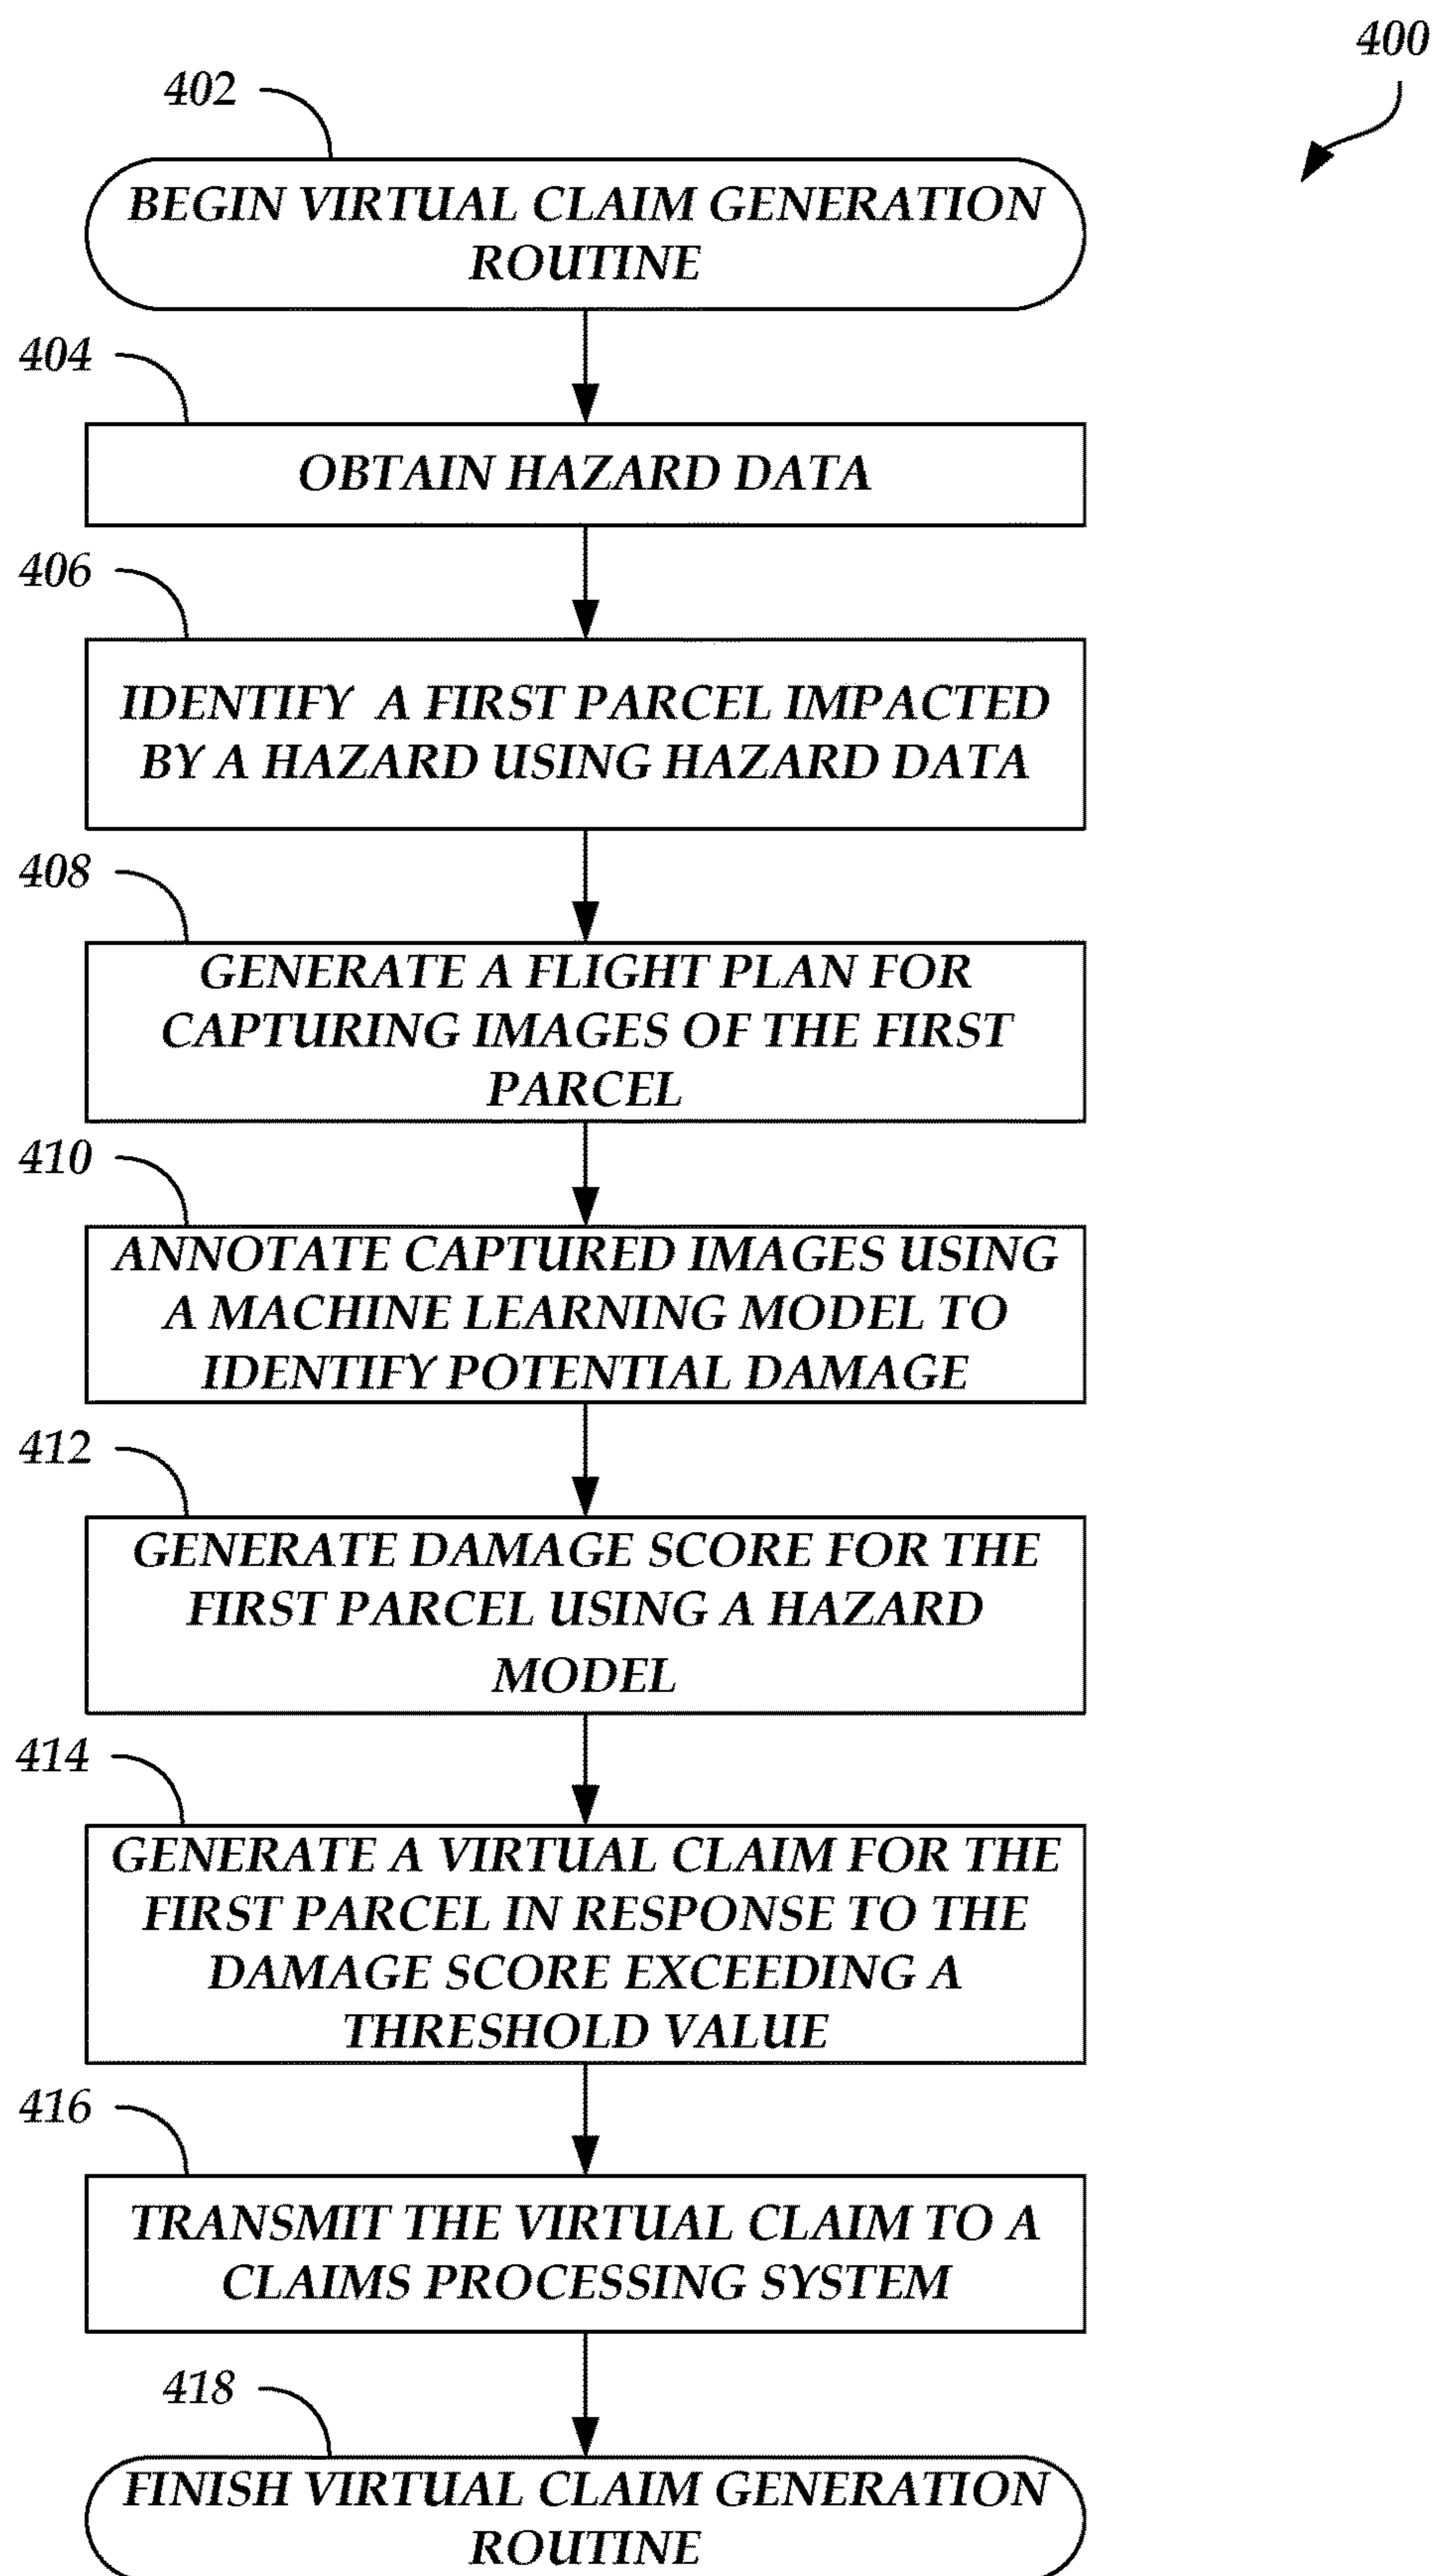 400
402
BEGIN VIRTUAL CLAIM GENERATION
ROUTINE
404
OBTAIN HAZARD DATA
406
IDENTIFY A FIRST PARCEL IMPACTED
BY A HAZARD USING HAZARD DATA
408
GENERATE A FLIGHT PLAN FOR
CAPTURING IMAGES OF THE FIRST
PARCEL
410
ANNOTATE CAPTURED IMAGES USING
A MACHINE LEARNING MODEL TO
IDENTIFY POTENTIAL DAMAGE
412
GENERATE DAMAGE SCORE FOR THE
FIRST PARCEL USING A HAZARD
MODEL
414
GENERATE A VIRTUAL CLAIM FOR THE
FIRST PARCEL IN RESPONSE TO THE
DAMAGE SCORE EXCEEDING A
THRESHOLD VALUE
416
TRANSMIT THE VIRTUAL CLAIM TO A
CLAIMS PROCESSING SYSTEM
418
FINISH VIRTUAL CLAIM GENERATION
ROUTINE